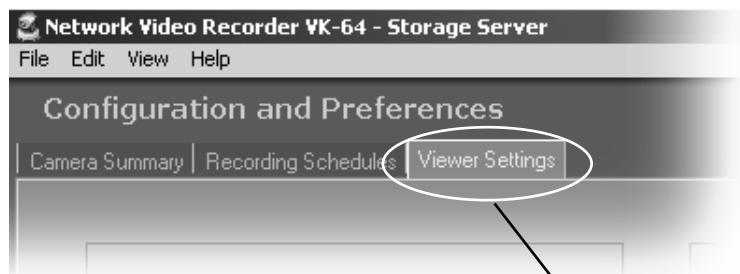 Network Video Recorder VK-64 - Storage Server
File Edit View Help
Configuration and Preferences
Camera Summary Recording Schedules Viewer Settings